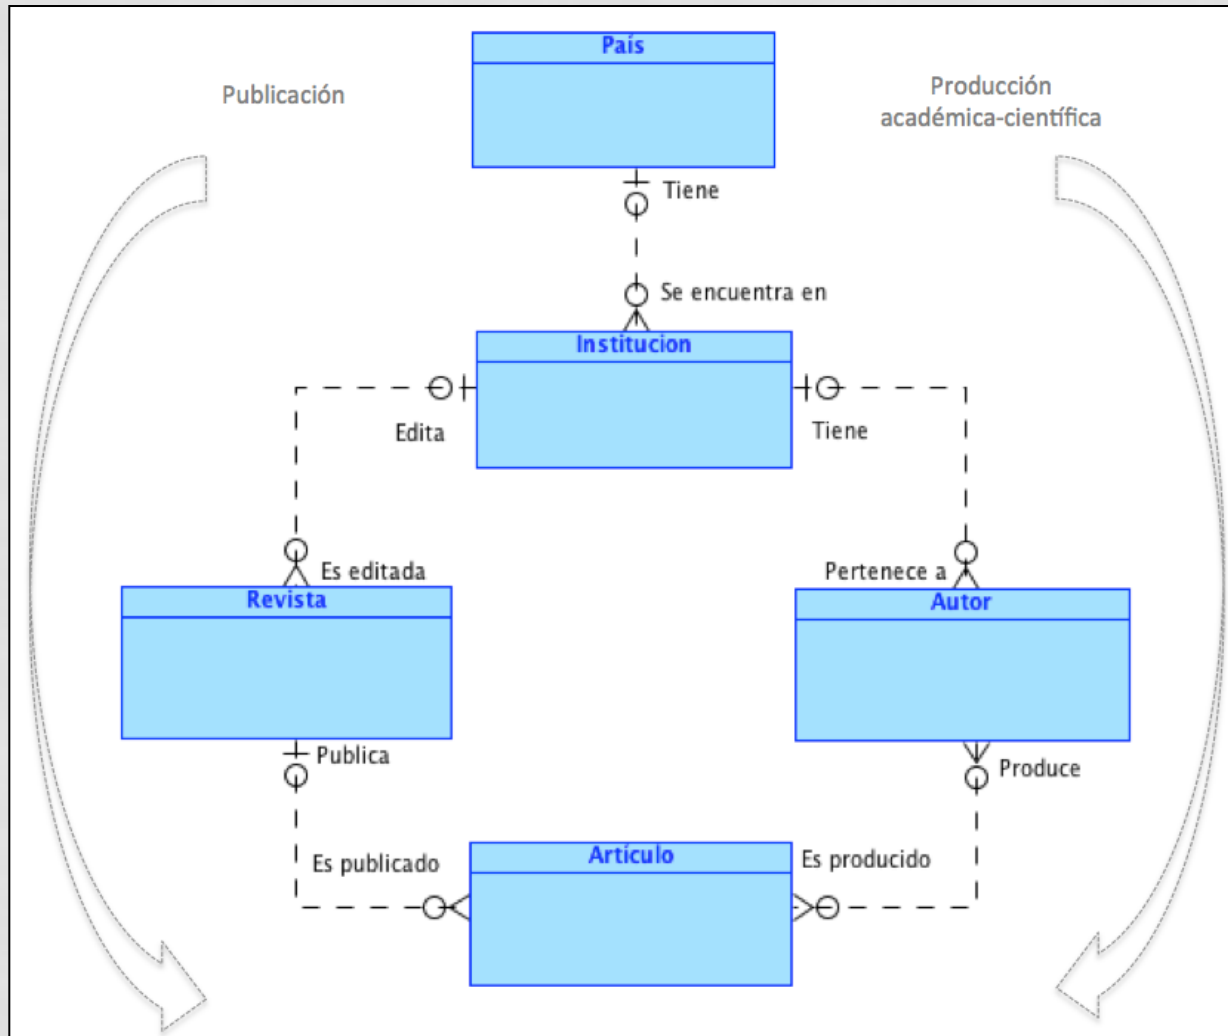 País
Publicación
Producción
académica-científica
Tiene
Se encuentra en
Institucion
Edita
Tiene
Es editada
Pertenece a
Revista
Autor
Publica
Produce
Es publicado
Artículo
Es producido